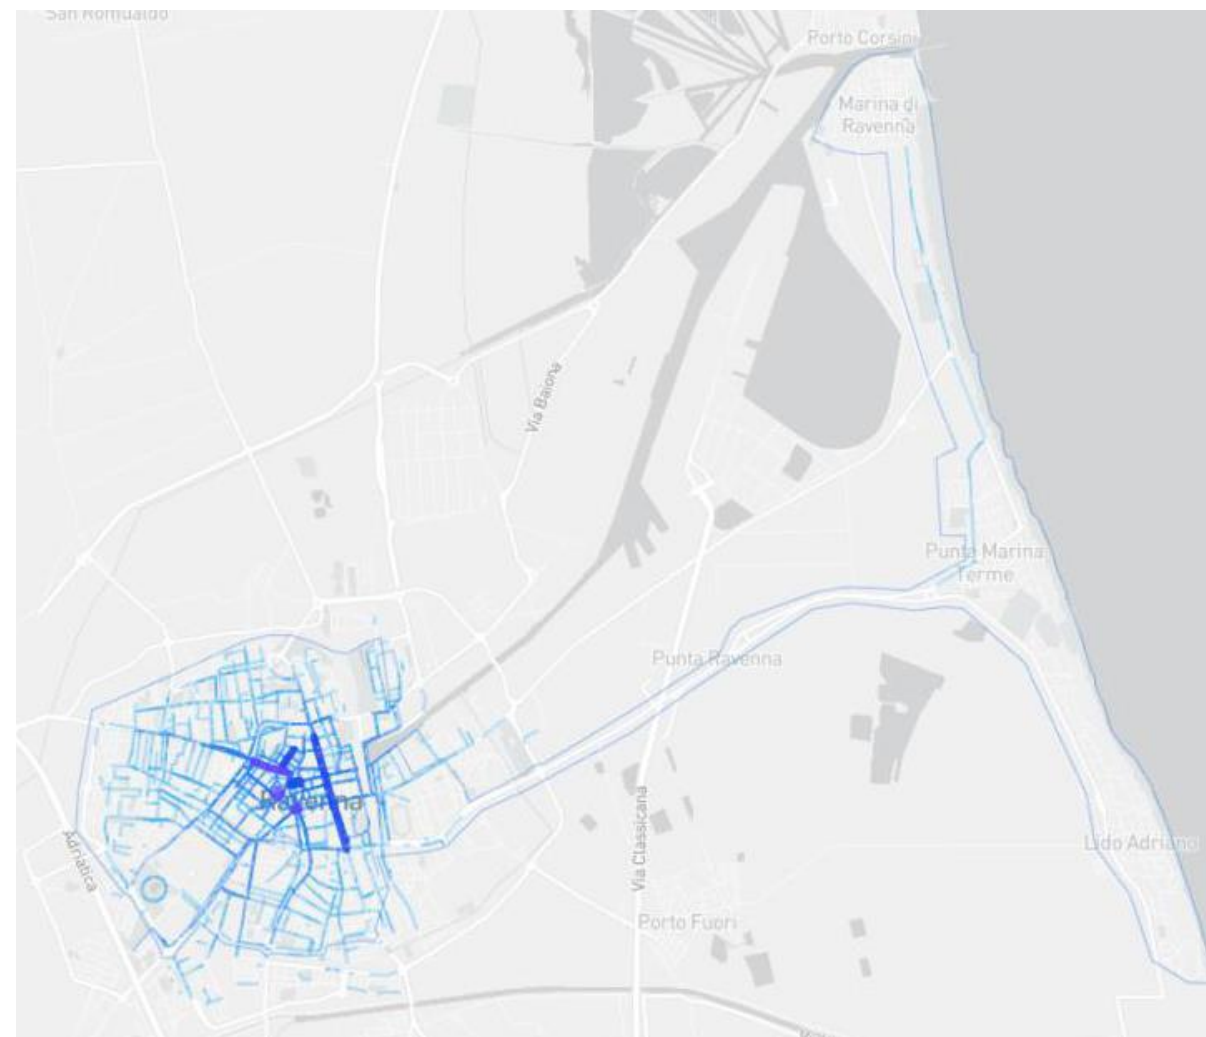 San Romualdo
Porto Corsini
Marina di
Ravenna
Via Baiona
Punta Marina
Terme
Punta Ravenna
Ravenna
Adriatica
Via Classicana
Lido Adriano
Porto Fuori